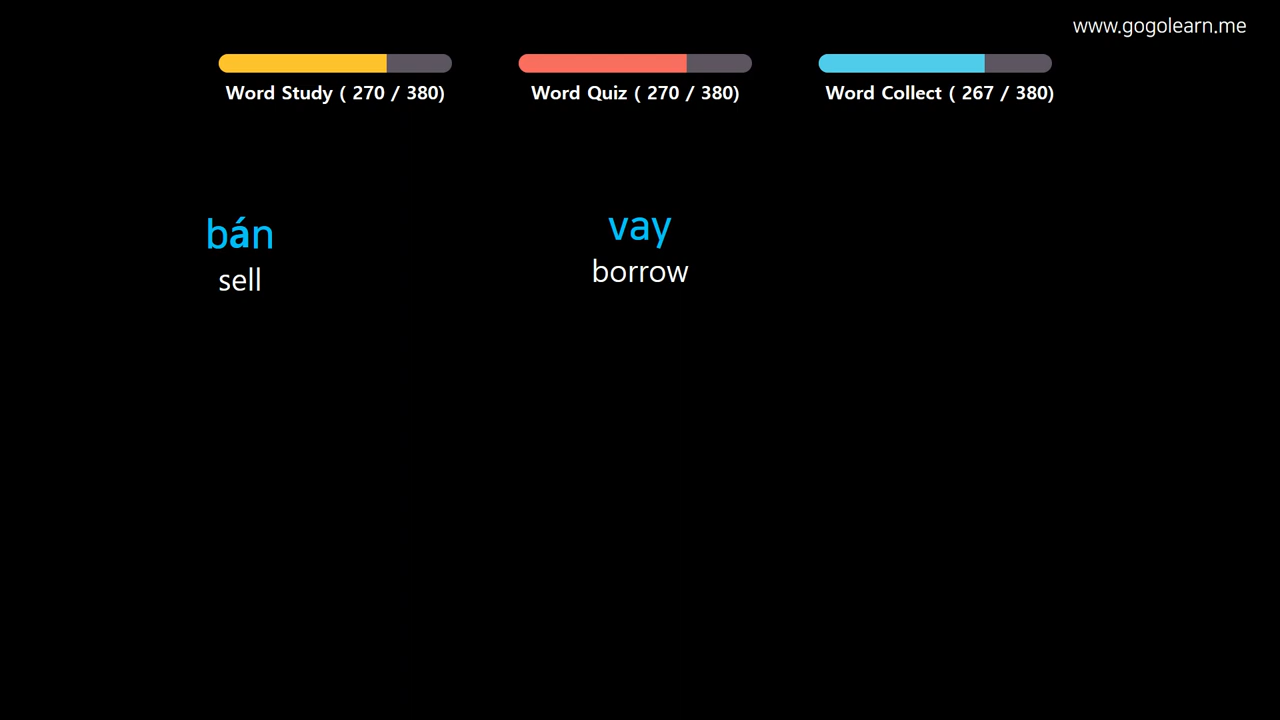 www.gogolearn.me
Word Study ( 270 / 380)
Word Quiz ( 270 / 380)
Word Collect ( 267 / 380)
bán
sell
vay
borrow